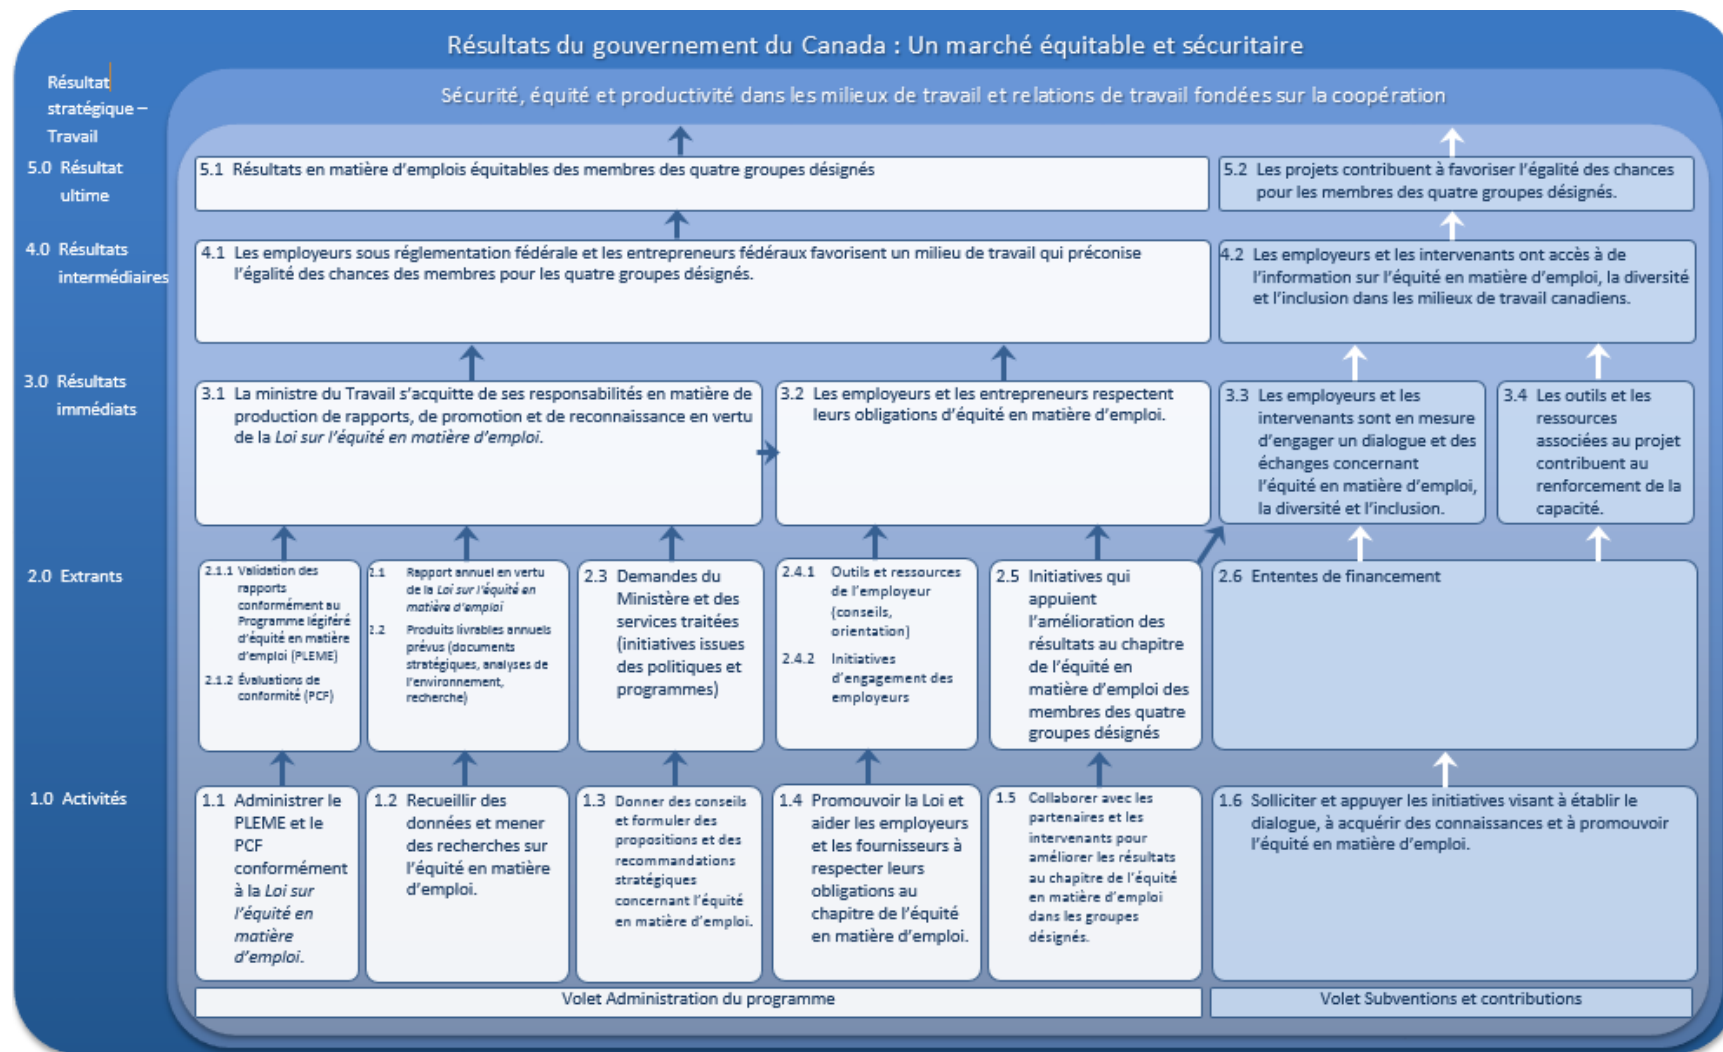 Résultats du gouvernement du Canada : Un marché équitable et sécuritaire
Résultat
stratégique –
Travail
Sécurité, équité et productivité dans les milieux de travail et relations de travail fondées sur la coopération
5.0 Résultat
ultime
5.1 Résultats en matière d'emplois équitables des membres des quatre groupes désignés
5.2 Les projets contribuent à favoriser l'égalité des chances
pour les membres des quatre groupes désignés.
4.0 Résultats
intermédiaires
4.1 Les employeurs sous réglementation fédérale et les entrepreneurs fédéraux favorisent un milieu de travail qui préconise
l'égalité des chances des membres pour les quatre groupes désignés.
4.2 Les employeurs et les intervenants ont accès à de
l'information sur l'équité en matière d'emploi, la diversité
et l'inclusion dans les milieux de travail canadiens.
3.0 Résultats
immédiats
3.1 La ministre du Travail s'acquitte de ses responsabilités en matière de
production de rapports, de promotion et de reconnaissance en vertu
de la Loi sur l'équité en matière d'emploi.
3.2 Les employeurs et les entrepreneurs respectent
leurs obligations d'équité en matière d'emploi.
3.3 Les employeurs et les
intervenants sont en mesure
d'engager un dialogue et des
échanges concernant
l'équité en matière d'emploi,
la diversité et l'inclusion.
3.4 Les outils et les
ressources
associées au projet
contribuent au
renforcement de la
capacité.
2.0 Extrants
2.1.1 Validation des
rapports
conformément au
Programme légiféré
d'équité en matière
d'emploi (PLEME)
2.1.2 Évaluations de
conformité (PCF)
2.1 Rapport annuel en vertu
de la Loi sur l'équité en
matière d'emploi
2.2 Produits livrables annuels
prévus (documents
stratégiques, analyses de
l'environnement,
recherche)
2.3 Demandes du
Ministère et des
services traitées
(initiatives issues
des politiques et
programmes)
2.4.1 Outils et ressources
de l'employeur
(conseils,
orientation)
2.4.2 Initiatives
d'engagement des
employeurs
2.5 Initiatives qui
appuient
l'amélioration des
résultats au chapitre
de l'équité en
matière d'emploi des
membres des quatre
groupes désignés
2.6 Ententes de financement
1.0 Activités
1.1 Administrer le
PLEME et le
PCF
conformément
à la Loi sur
l'équité en
matière
d'emploi.
1.2 Recueillir des
données et mener
des recherches sur
l'équité en matière
d'emploi.
1.3 Donner des conseils
et formuler des
propositions et des
recommandations
stratégiques
concernant l'équité
en matière d'emploi.
1.4 Promouvoir la Loi et
aider les employeurs
et les fournisseurs à
respecter leurs
obligations au
chapitre de l'équité
en matière d'emploi.
1.5 Collaborer avec les
partenaires et les
intervenants pour
améliorer les résultats
au chapitre de l'équité
en matière d'emploi
dans les groupes
désignés.
1.6 Solliciter et appuyer les initiatives visant à établir le
dialogue, à acquérir des connaissances et à promouvoir
l'équité en matière d'emploi.
Volet Administration du programme
Volet Subventions et contributions